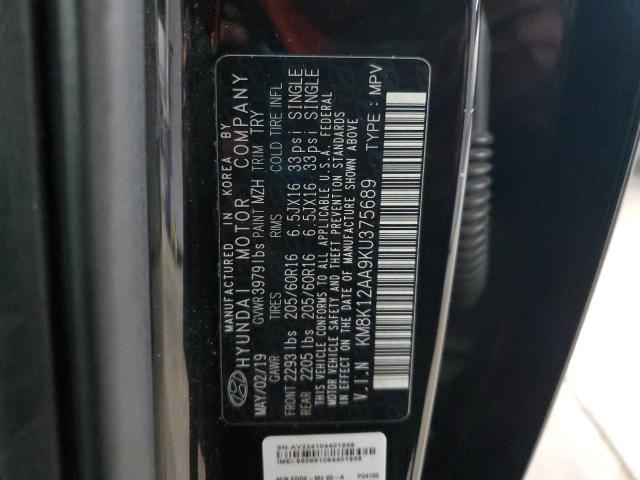 MANUFACTURED IN KOREA BY
HYUNDAI MOTOR COMPANY
MAY/02/19 GVWR 3979lbs PAINT MZH TRIM TRY
GAWR TIRES RIMS COLD TIRE INFL
FRONT 2293 lbs 205/60R16 6.5JX16 33psi SINGLE
REAR 2205 lbs 205/60R16 6.5JX16 33psi SINGLE
THIS VEHICLE CONFORMS TO ALL APPLICABLE U.S.A. FEDERAL
MOTOR VEHICLE SAFETY AND THEFT PREVENTION STANDARDS
IN EFFECT ON THE DATE OF MANUFACTURE SHOWN ABOVE.
V.I.N KM8K12AA9KU375689 TYPE : MPV
SN:AV224104401958
P24100